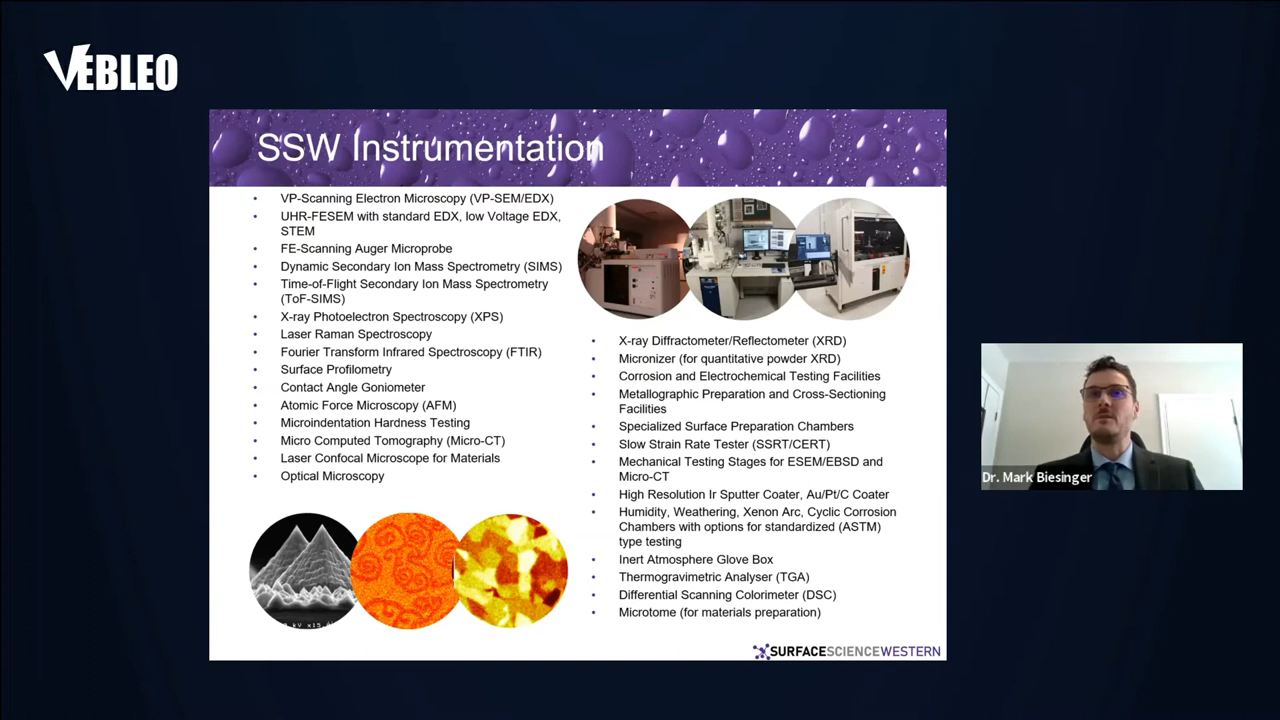 VEBLEO
SSW Instrumentation
• VP-Scanning Electron Microscopy (VP-SEM/EDX)
• UHR-FESEM with standard EDX, low Voltage EDX,
STEM
• FE-Scanning Auger Microprobe
• Dynamic Secondary Ion Mass Spectrometry (SIMS)
• Time-of-Flight Secondary Ion Mass Spectrometry
(ToF-SIMS)
• X-ray Photoelectron Spectroscopy (XPS)
• Laser Raman Spectroscopy
• Fourier Transform Infrared Spectroscopy (FTIR)
• Surface Profilometry
• Contact Angle Goniometer
• Atomic Force Microscopy (AFM)
• Microindentation Hardness Testing
• Micro Computed Tomography (Micro-CT)
• Laser Confocal Microscope for Materials
• Optical Microscopy
• X-ray Diffractometer/Reflectometer (XRD)
• Micronizer (for quantitative powder XRD)
• Corrosion and Electrochemical Testing Facilities
• Metallographic Preparation and Cross-Sectioning
Facilities
• Specialized Surface Preparation Chambers
• Slow Strain Rate Tester (SSRT/CERT)
• Mechanical Testing Stages for ESEM/EBSD and
Micro-CT
• High Resolution Ir Sputter Coater, Au/Pt/C Coater
• Humidity, Weathering, Xenon Arc, Cyclic Corrosion
Chambers with options for standardized (ASTM)
type testing
• Inert Atmosphere Glove Box
• Thermogravimetric Analyser (TGA)
• Differential Scanning Colorimeter (DSC)
• Microtome (for materials preparation)
SURFACESCIENCEWESTERN
Dr. Mark Biesinger